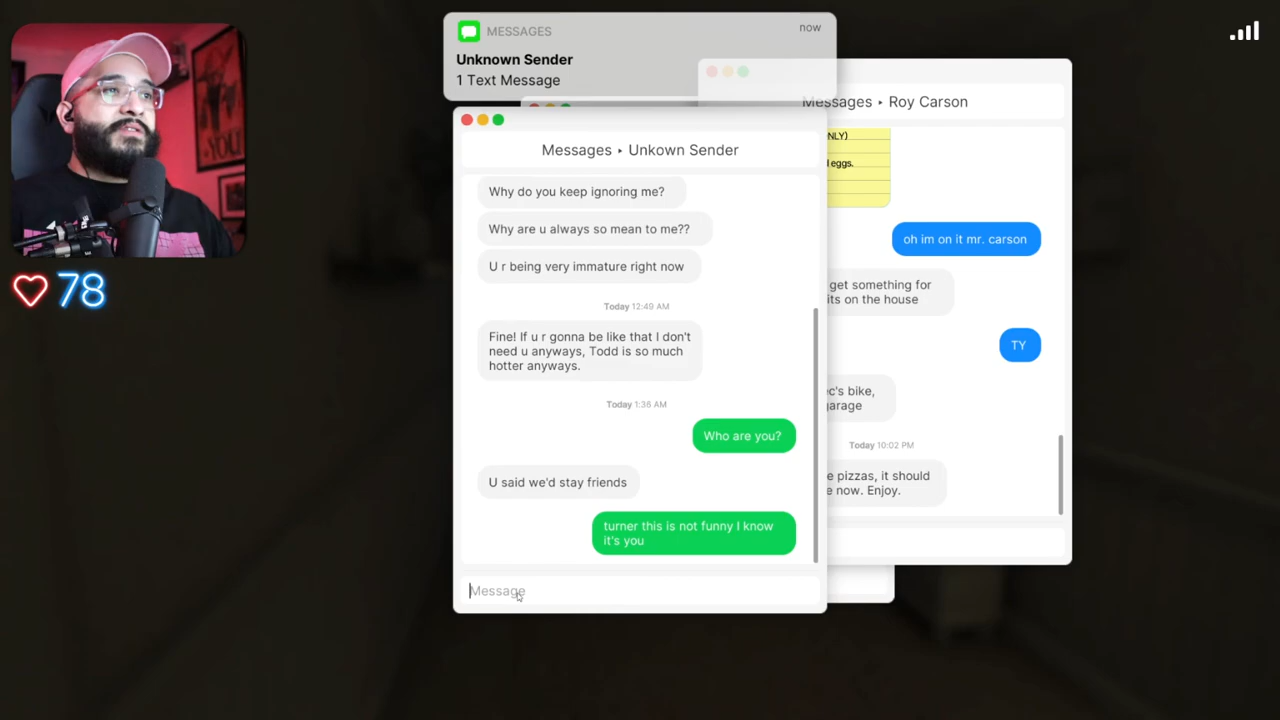 MESSAGES
now
Unknown Sender
1 Text Message
Messages ▸ Roy Carson
NLY)
eggs.
oh im on it mr. carson
get something for
its on the house
TY
ec's bike,
garage
Today 10:02 PM
e pizzas, it should
e now. Enjoy.
Messages ▸ Unkown Sender
Why do you keep ignoring me?
Why are u always so mean to me??
U r being very immature right now
Today 12:49 AM
Fine! If u r gonna be like that I don't
need u anyways, Todd is so much
hotter anyways.
Today 1:36 AM
Who are you?
U said we'd stay friends
turner this is not funny I know
it's you
Message
78
YOU